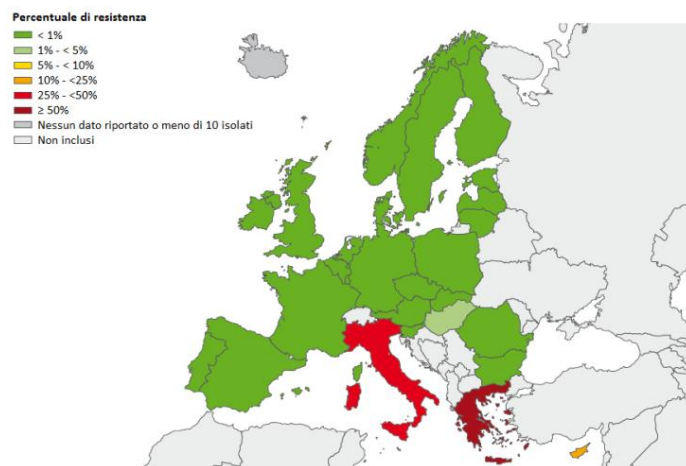 Percentuale di resistenza
< 1%
1% - < 5%
5% - < 10%
10% - <25%
25% - <50%
≥ 50%
Nessun dato riportato o meno di 10 isolati
Non inclusi